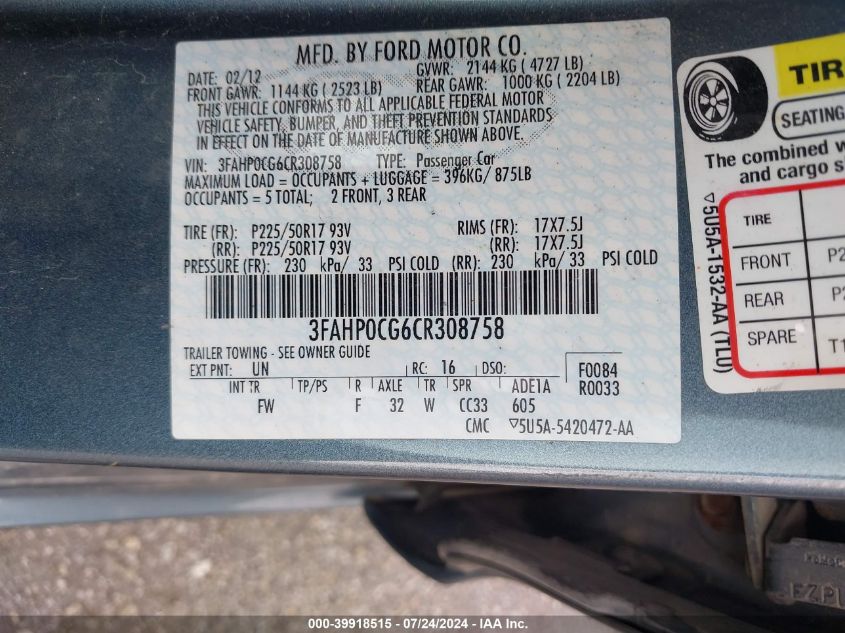 MFD. BY FORD MOTOR CO.
DATE: 02/12 GVWR: 2144 KG ( 4727 LB)
FRONT GAWR: 1144 KG ( 2523 LB) REAR GAWR: 1000 KG ( 2204 LB)
THIS VEHICLE CONFORMS TO ALL APPLICABLE FEDERAL MOTOR
VEHICLE SAFETY, BUMPER, AND THEFT PREVENTION STANDARDS
IN EFFECT ON THE DATE OF MANUFACTURE SHOWN ABOVE.
VIN: 3FAHP0CG6CR308758 TYPE: Passenger Car
MAXIMUM LOAD = OCCUPANTS + LUGGAGE = 396KG/ 875LB
OCCUPANTS = 5 TOTAL; 2 FRONT, 3 REAR
TIRE (FR): P225/50R17 93V RIMS (FR): 17X7.5J
(RR): P225/50R17 93V (RR): 17X7.5J
PRESSURE (FR): 230 kPa/ 33 PSI COLD (RR): 230 kPa/ 33 PSI COLD
3FAHP0CG6CR308758
TRAILER TOWING - SEE OWNER GUIDE
EXT PNT: UN RC: 16 DSO: F0084
R0033
INT TR TP/PS R AXLE TR SPR ADE1A
FW F 32 W CC33 605
CMC ▽5U5A-5420472-AA
TIR
SEATING
The combined w
and cargo s
▽5U5A-1532-AA (TLU)
TIRE
FRONT P2
REAR P2
SPARE T1
000-39918515 - 07/24/2024 - IAAI Inc.